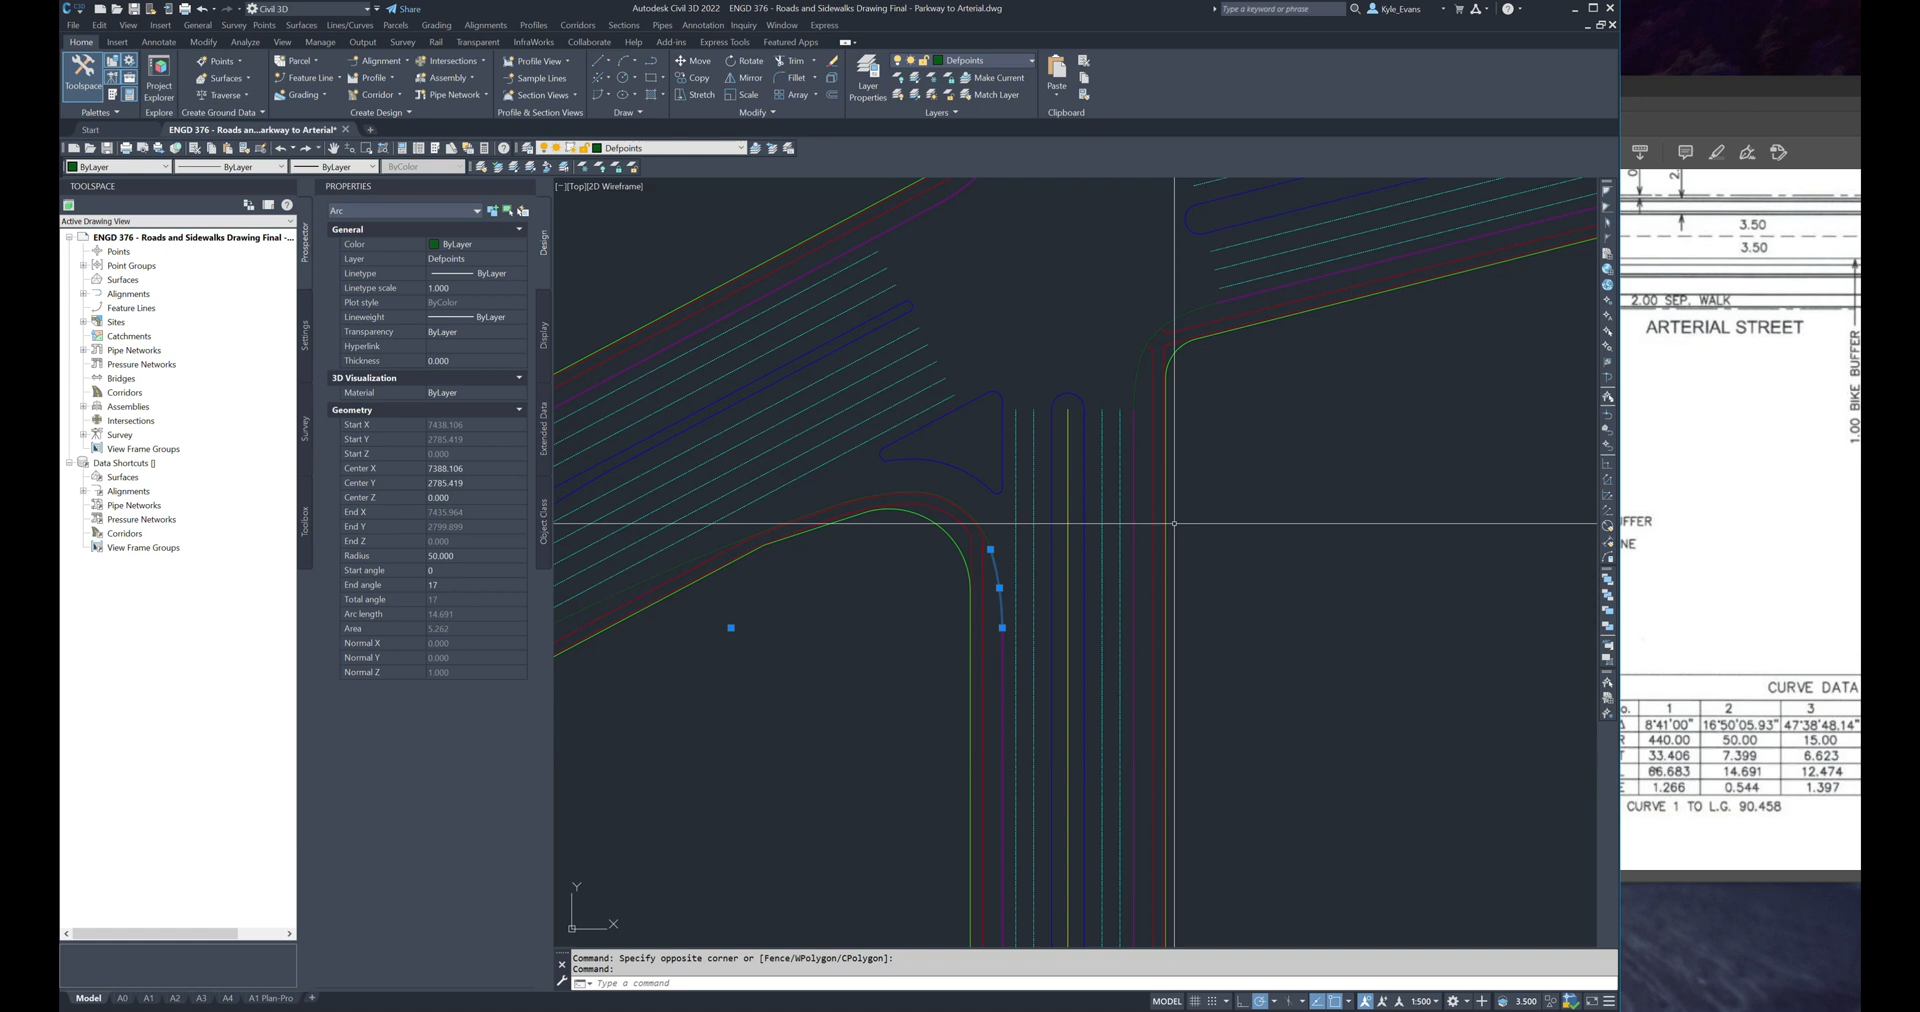 Civil 3D
Share
Autodesk Civil 3D 2022 ENGD 376 - Roads and Sidewalks Drawing Final - Parkway to Arterial.dwg
Type a keyword or phrase
Kyle_Evans
File Edit View Insert General Survey Points Surfaces Lines/Curves Parcels Grading Alignments Profiles Corridors Sections Pipes Annotation Inquiry Window Express
Home Insert Annotate Modify Analyze View Manage Output Survey Rail Transparent InfraWorks Collaborate Help Add-ins Express Tools Featured Apps
Toolspace
Project Explorer
Points
Surfaces
Traverse
Parcel
Feature Line
Grading
Alignment
Profile
Corridor
Intersections
Assembly
Pipe Network
Profile View
Sample Lines
Section Views
Move
Copy
Stretch
Rotate
Mirror
Scale
Trim
Fillet
Array
Layer Properties
Defpoints
Make Current
Match Layer
Paste
Palettes Explore Create Ground Data Create Design Profile & Section Views Draw Modify Layers Clipboard
Start
ENGD 376 - Roads an...arkway to Arterial*
Defpoints
ByLayer ByLayer ByLayer ByColor
TOOLSPACE
Active Drawing View
ENGD 376 - Roads and Sidewalks Drawing Final -...
Points
Point Groups
Surfaces
Alignments
Feature Lines
Sites
Catchments
Pipe Networks
Pressure Networks
Bridges
Corridors
Assemblies
Intersections
Survey
View Frame Groups
Data Shortcuts []
Surfaces
Alignments
Pipe Networks
Pressure Networks
Corridors
View Frame Groups
Prospector
Settings
Survey
Toolbox
PROPERTIES
Arc
General
Color ByLayer
Layer Defpoints
Linetype ByLayer
Linetype scale 1.000
Plot style ByColor
Lineweight ByLayer
Transparency ByLayer
Hyperlink
Thickness 0.000
3D Visualization
Material ByLayer
Geometry
Start X 7438.106
Start Y 2785.419
Start Z 0.000
Center X 7388.106
Center Y 2785.419
Center Z 0.000
End X 7435.964
End Y 2799.899
End Z 0.000
Radius 50.000
Start angle 0
End angle 17
Total angle 17
Arc length 14.691
Area 5.262
Normal X 0.000
Normal Y 0.000
Normal Z 1.000
Design
Display
Extended Data
Object Class
[−][Top][2D Wireframe]
Y
X
Command: Specify opposite corner or [Fence/WPolygon/CPolygon]:
Command:
Type a command
Model A0 A1 A2 A3 A4 A1 Plan-Pro
MODEL
1:500
3.500
3.50
3.50
2.00 SEP. WALK
ARTERIAL STREET
1.00 BIKE BUFFER
CURVE DATA
1 2 3
8°41'00" 16°50'05.93" 47°38'48.14"
440.00 50.00 15.00
33.406 7.399 6.623
66.683 14.691 12.474
1.266 0.544 1.397
CURVE 1 TO L.G. 90.458